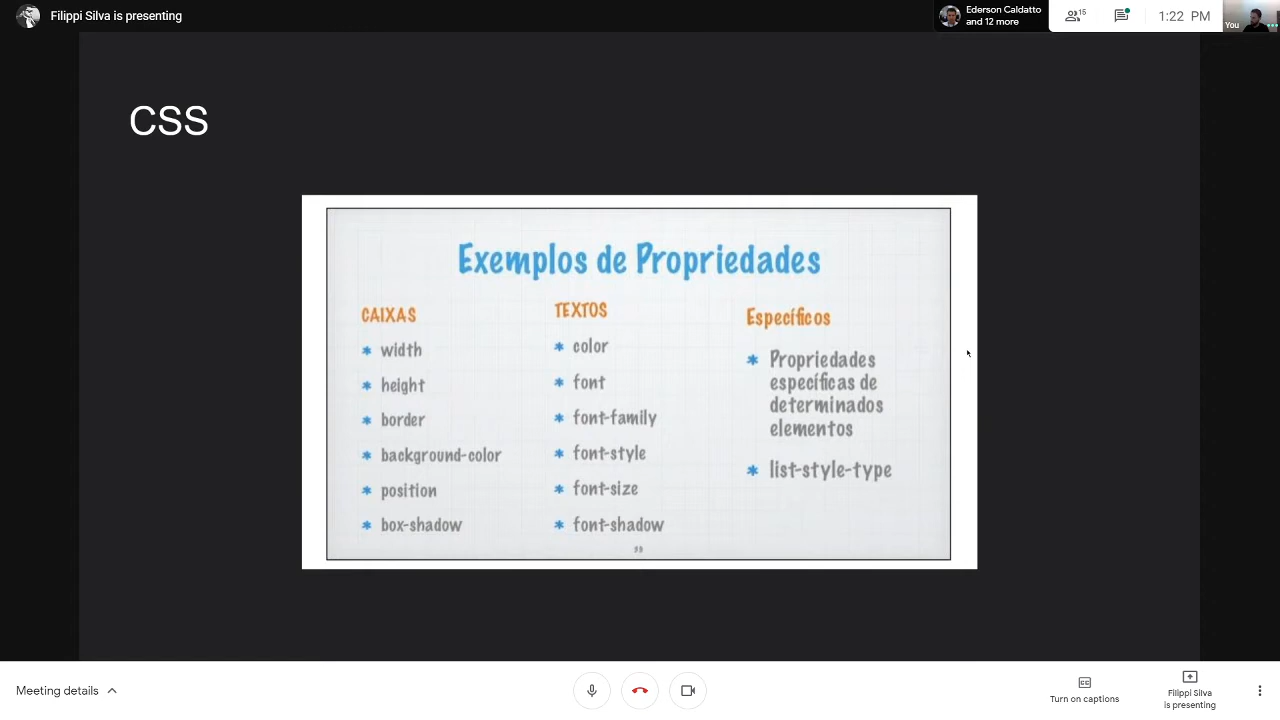 Filippi Silva is presenting
Ederson Caldatto
and 12 more
15
1:22 PM
You
CSS
Exemplos de Propriedades
CAIXAS
width
height
border
background-color
position
box-shadow
TEXTOS
color
font
font-family
font-style
font-size
font-shadow
Específicos
Propriedades
específicas de
determinados
elementos
list-style-type
Meeting details
Turn on captions
Filippi Silva
is presenting